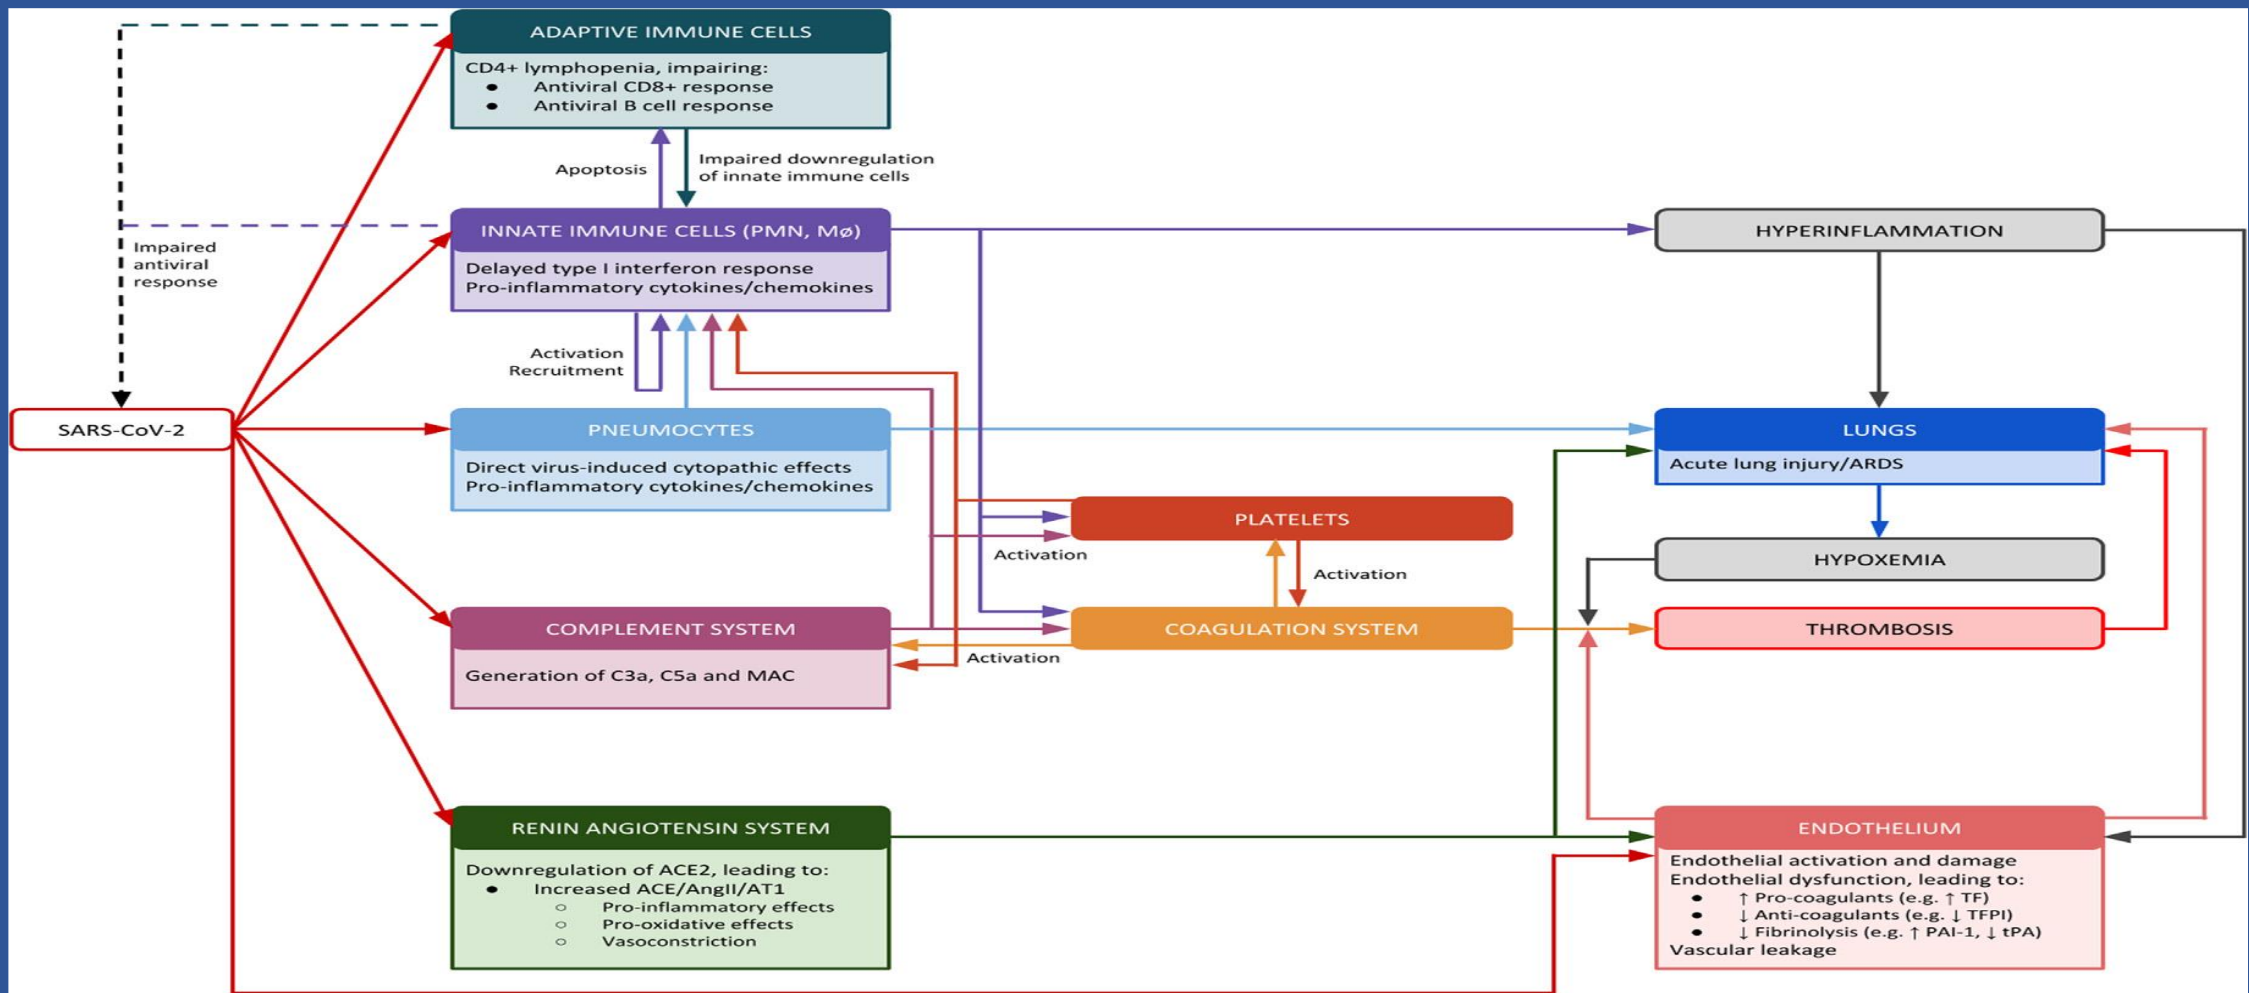 ADAPTIVE IMMUNE CELLS
CD4+ lymphopenia, impairing:
● Antiviral CD8+ response
● Antiviral B cell response
Apoptosis
Impaired downregulation
of innate immune cells
INNATE IMMUNE CELLS (PMN, Mø)
Delayed type I interferon response
Pro-inflammatory cytokines/chemokines
HYPERINFLAMMATION
Impaired
antiviral
response
Activation
Recruitment
SARS-CoV-2
PNEUMOCYTES
Direct virus-induced cytopathic effects
Pro-inflammatory cytokines/chemokines
LUNGS
Acute lung injury/ARDS
PLATELETS
Activation
Activation
HYPOXEMIA
COMPLEMENT SYSTEM
Generation of C3a, C5a and MAC
COAGULATION SYSTEM
Activation
THROMBOSIS
RENIN ANGIOTENSIN SYSTEM
Downregulation of ACE2, leading to:
● Increased ACE/AngII/AT1
○ Pro-inflammatory effects
○ Pro-oxidative effects
○ Vasoconstriction
ENDOTHELIUM
Endothelial activation and damage
Endothelial dysfunction, leading to:
● ↑ Pro-coagulants (e.g. ↑ TF)
● ↓ Anti-coagulants (e.g. ↓ TFPI)
● ↓ Fibrinolysis (e.g. ↑ PAI-1, ↓ tPA)
Vascular leakage